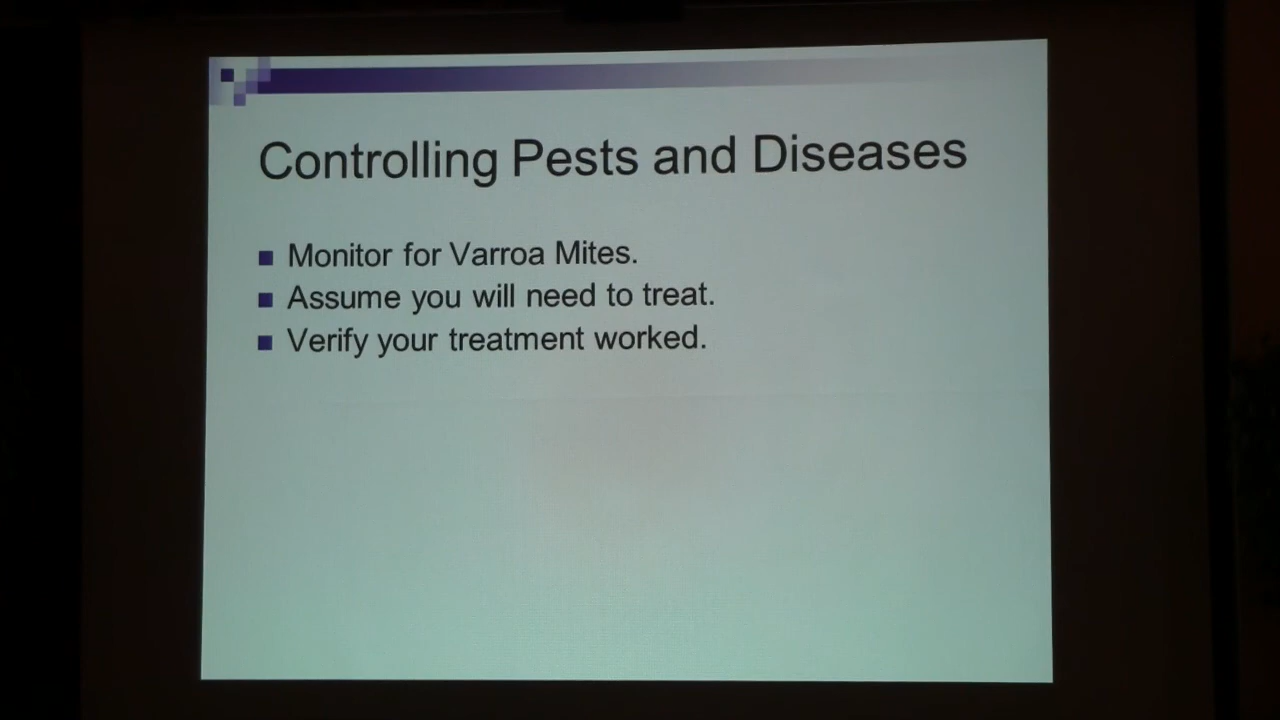 Controlling Pests and Diseases
Monitor for Varroa Mites.
Assume you will need to treat.
Verify your treatment worked.